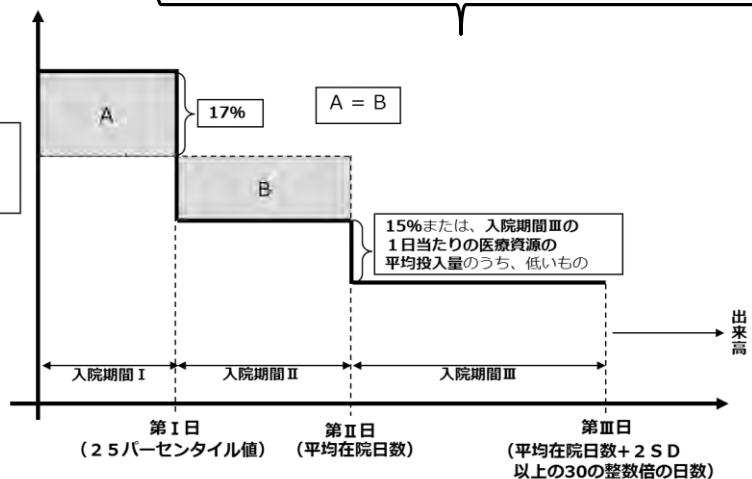 A
17%
A = B
B
15%または、入院期間Ⅲの
１日当たりの医療資源の
平均投入量のうち、低いもの
出来高
入院期間Ⅰ
入院期間Ⅱ
入院期間Ⅲ
第Ⅰ日
（２５パーセンタイル値）
第Ⅱ日
（平均在院日数）
第Ⅲ日
（平均在院日数+２ＳＤ
以上の30の整数倍の日数）